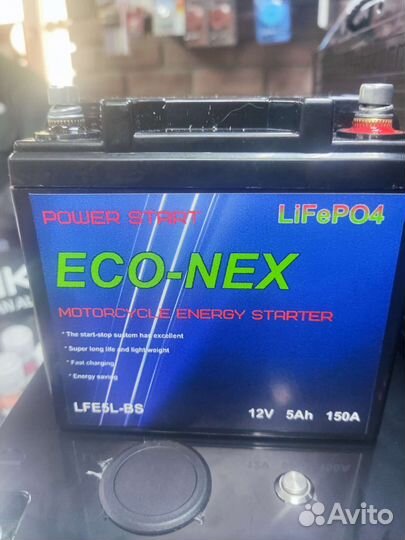 POWER START
LiFePO4
ECO-NEX
MOTORCYCLE ENERGY STARTER
* The start-stop system has excellent
* Super long life and light weight
* Fast charging
* Energy saving
LFE5L-BS 12V 5Ah 150A
Avito